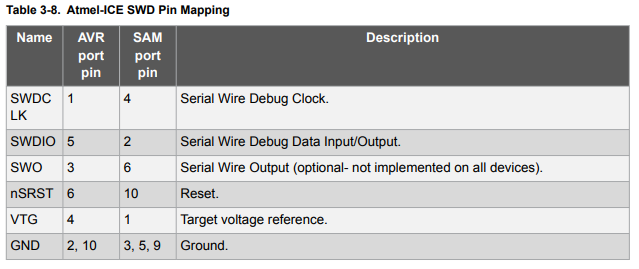 Table 3-8. Atmel-ICE SWD Pin Mapping
Name AVR port pin SAM port pin Description
SWDCLK 1 4 Serial Wire Debug Clock.
SWDIO 5 2 Serial Wire Debug Data Input/Output.
SWO 3 6 Serial Wire Output (optional- not implemented on all devices).
nSRST 6 10 Reset.
VTG 4 1 Target voltage reference.
GND 2, 10 3, 5, 9 Ground.